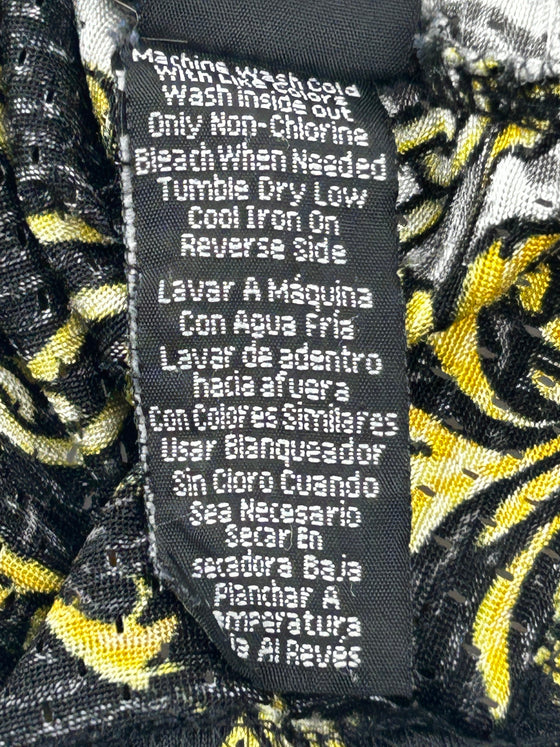 Machine Wash Cold
With Like Colors
Wash inside out
Only Non-Chlorine
Bleach When Needed
Tumble Dry Low
Cool Iron On
Reverse Side
Lavar A Máquina
Con Agua Fría
Lavar de adentro
hacia afuera
Con Colores Similares
Usar Blanqueador
Sin Cloro Cuando
Sea Necesario
Secar En
secadora Baja
Planchar A
Al Revés